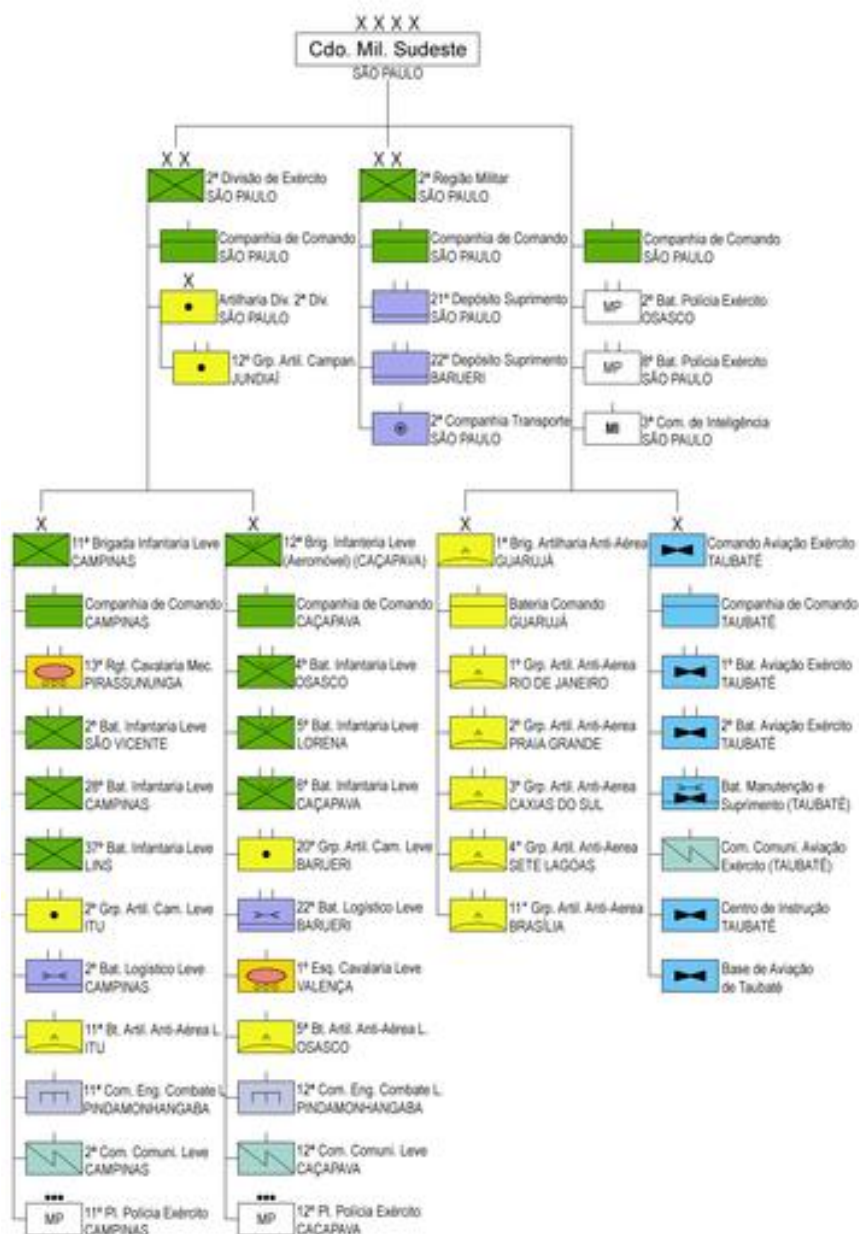 X X X X
Cdo. Mil. Sudeste
SÃO PAULO
X X
2ª Divisão de Exército
SÃO PAULO
Companhia de Comando
SÃO PAULO
X
Artilharia Div. 2ª Div.
SÃO PAULO
12º Grp. Artil. Campan.
JUNDIAÍ
X X
2ª Região Militar
SÃO PAULO
Companhia de Comando
SÃO PAULO
21º Depósito Suprimento
SÃO PAULO
22º Depósito Suprimento
BARUERI
2ª Companhia Transporte
SÃO PAULO
Companhia de Comando
SÃO PAULO
MP
2º Bat. Polícia Exército
OSASCO
MP
8º Bat. Polícia Exército
SÃO PAULO
MI
3ª Com. de Inteligência
SÃO PAULO
X
11ª Brigada Infantaria Leve
CAMPINAS
Companhia de Comando
CAMPINAS
13º Rgt. Cavalaria Mec.
PIRASSUNUNGA
2º Bat. Infantaria Leve
SÃO VICENTE
28º Bat. Infantaria Leve
CAMPINAS
37º Bat. Infantaria Leve
LINS
2º Grp. Artil. Cam. Leve
ITU
2º Bat. Logístico Leve
CAMPINAS
11ª Bt. Artil. Anti-Aérea L.
ITU
11ª Com. Eng. Combate L.
PINDAMONHANGABA
2ª Com. Comuni. Leve
CAMPINAS
MP
11º Pl. Polícia Exército
CAMPINAS
X
12ª Brig. Infanteria Leve
(Aeromóvel) (CAÇAPAVA)
Companhia de Comando
CAÇAPAVA
4º Bat. Infantaria Leve
OSASCO
5º Bat. Infantaria Leve
LORENA
6º Bat. Infantaria Leve
CAÇAPAVA
20º Grp. Artil. Cam. Leve
BARUERI
22º Bat. Logístico Leve
BARUERI
1º Esq. Cavalaria Leve
VALENÇA
5ª Bt. Artil. Anti-Aérea L.
OSASCO
12ª Com. Eng. Combate L.
PINDAMONHANGABA
12ª Com. Comuni. Leve
CAÇAPAVA
MP
12º Pl. Polícia Exército
CAÇAPAVA
X
1ª Brig. Artilharia Anti-Aérea
GUARUJÁ
Bateria Comando
GUARUJÁ
1º Grp. Artil. Anti-Aerea
RIO DE JANEIRO
2º Grp. Artil. Anti-Aerea
PRAIA GRANDE
3º Grp. Artil. Anti-Aerea
CAXIAS DO SUL
4° Grp. Artil. Anti-Aerea
SETE LAGOAS
11° Grp. Artil. Anti-Aerea
BRASÍLIA
X
Comando Aviação Exército
TAUBATÉ
Companhia de Comando
TAUBATÉ
1º Bat. Aviação Exército
TAUBATÉ
2º Bat. Aviação Exército
TAUBATÉ
Bat. Manutenção e
Suprimento (TAUBATÉ)
Com. Comuni. Aviação
Exército (TAUBATÉ)
Centro de Instrução
TAUBATÉ
Base de Aviação
de Taubaté